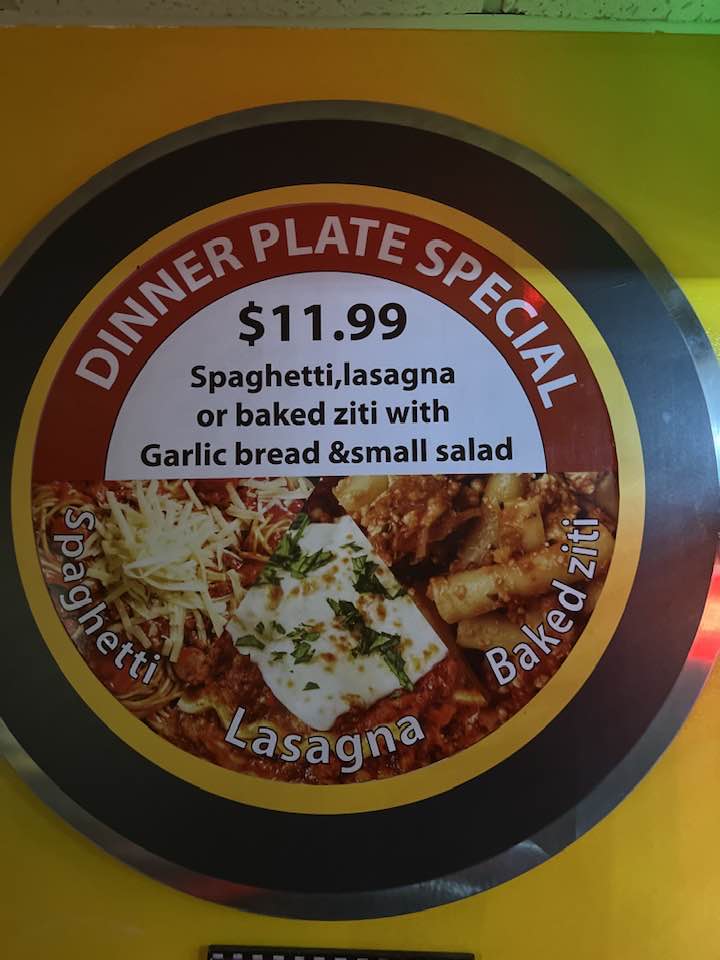 DINNER PLATE SPECIAL
$11.99
Spaghetti,lasagna
or baked ziti with
Garlic bread &small salad
Spaghetti
Lasagna
Baked ziti